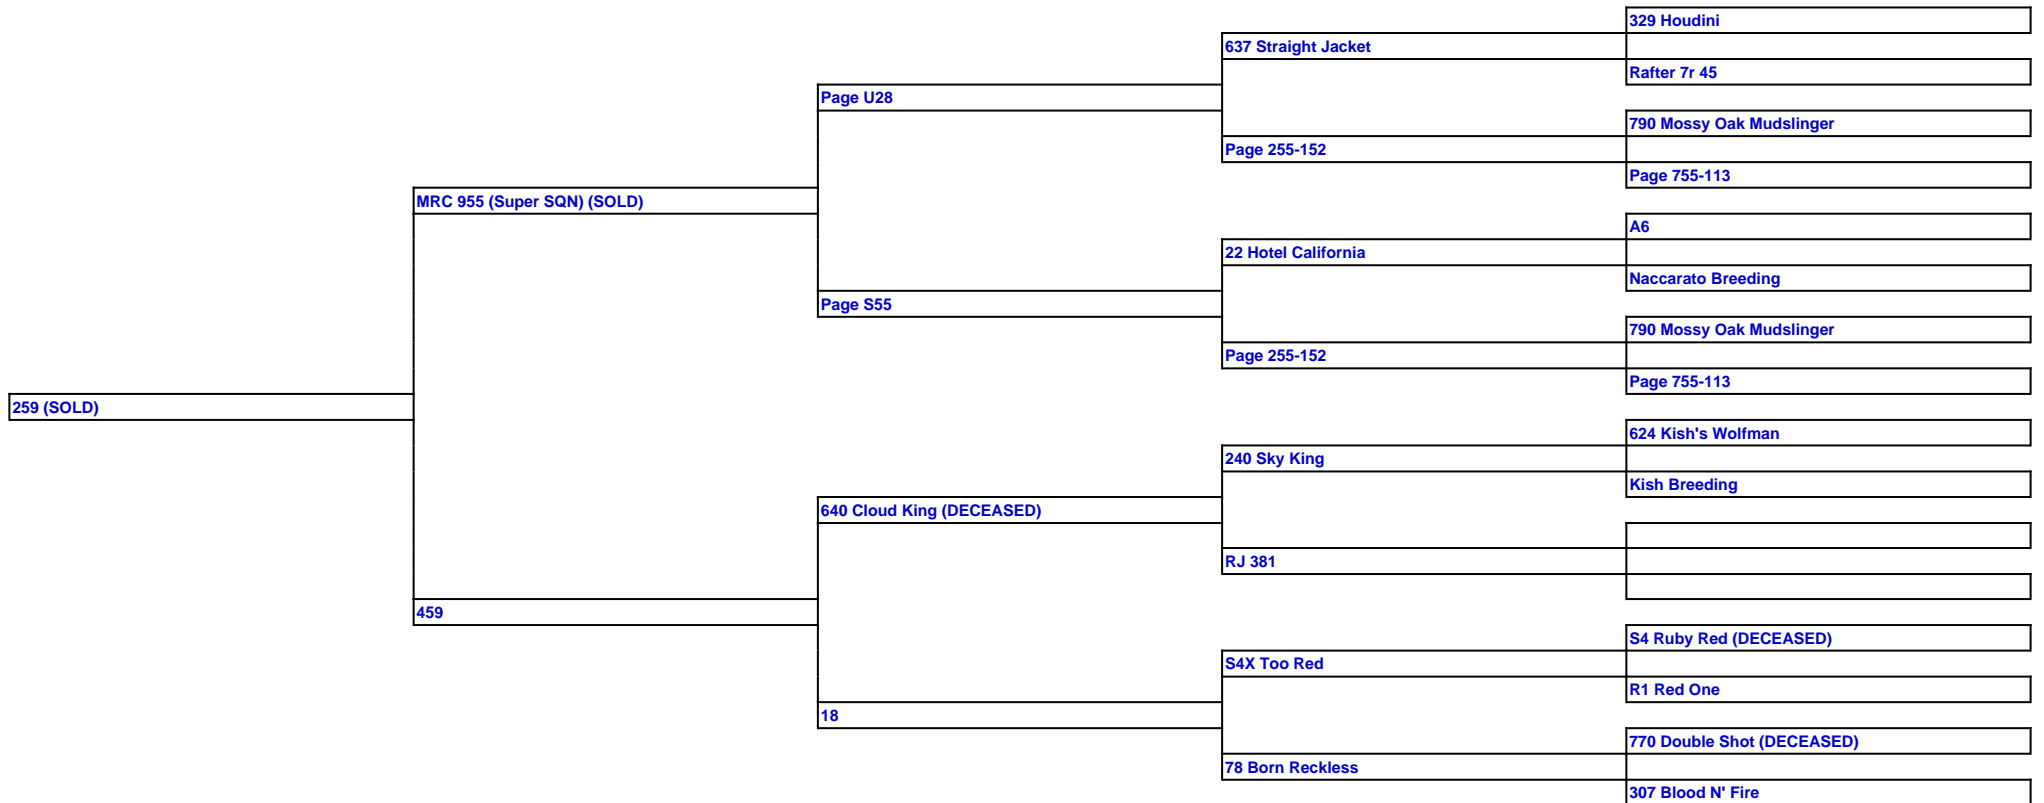 329 Houdini
637 Straight Jacket
Rafter 7r 45
Page U28
790 Mossy Oak Mudslinger
Page 255-152
Page 755-113
MRC 955 (Super SQN) (SOLD)
A6
22 Hotel California
Naccarato Breeding
Page S55
790 Mossy Oak Mudslinger
Page 255-152
Page 755-113
259 (SOLD)
624 Kish's Wolfman
240 Sky King
Kish Breeding
640 Cloud King (DECEASED)
RJ 381
459
S4 Ruby Red (DECEASED)
S4X Too Red
R1 Red One
18
770 Double Shot (DECEASED)
78 Born Reckless
307 Blood N' Fire